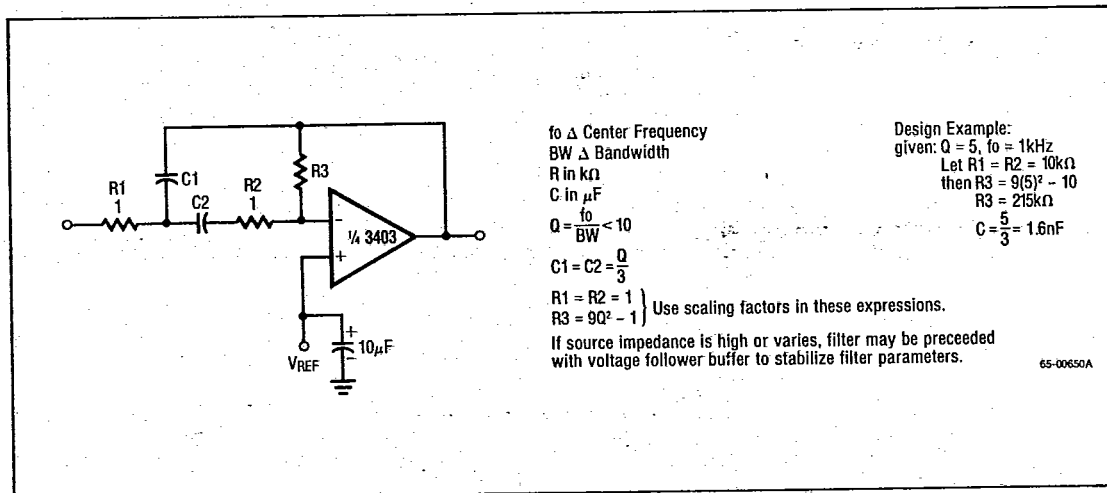 R1
1
C1
C2
R2
1
R3
−
¼ 3403
+
+
10μF
−
VREF
fo Δ Center Frequency
BW Δ Bandwidth
R in kΩ
C in μF
Q = fo/BW < 10
C1 = C2 = Q/3
R1 = R2 = 1
R3 = 9Q² − 1
} Use scaling factors in these expressions.
If source impedance is high or varies, filter may be preceeded
with voltage follower buffer to stabilize filter parameters.
Design Example:
given: Q = 5, fo = 1kHz
Let R1 = R2 = 10kΩ
then R3 = 9(5)² − 10
R3 = 215kΩ
C = 5/3 = 1.6nF
65-00650A